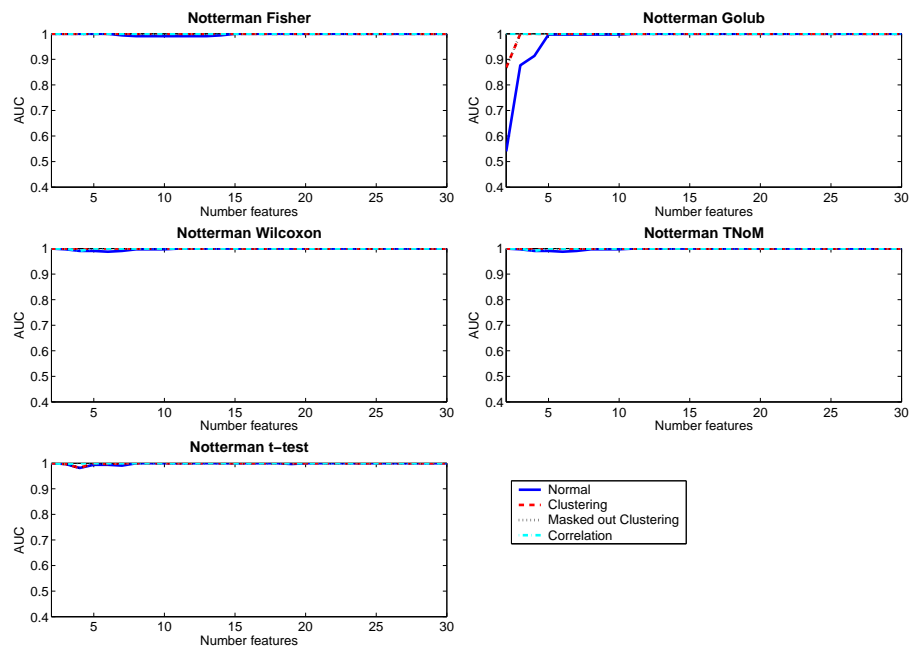 Notterman Fisher
1
0.9
0.8
0.7
0.6
0.5
0.4
AUC
5 10 15 20 25 30
Number features
Notterman Golub
1
0.9
0.8
0.7
0.6
0.5
0.4
AUC
5 10 15 20 25 30
Number features
Notterman Wilcoxon
1
0.9
0.8
0.7
0.6
0.5
0.4
AUC
5 10 15 20 25 30
Number features
Notterman TNoM
1
0.9
0.8
0.7
0.6
0.5
0.4
AUC
5 10 15 20 25 30
Number features
Notterman t−test
1
0.9
0.8
0.7
0.6
0.5
0.4
AUC
5 10 15 20 25 30
Number features
Normal
Clustering
Masked out Clustering
Correlation